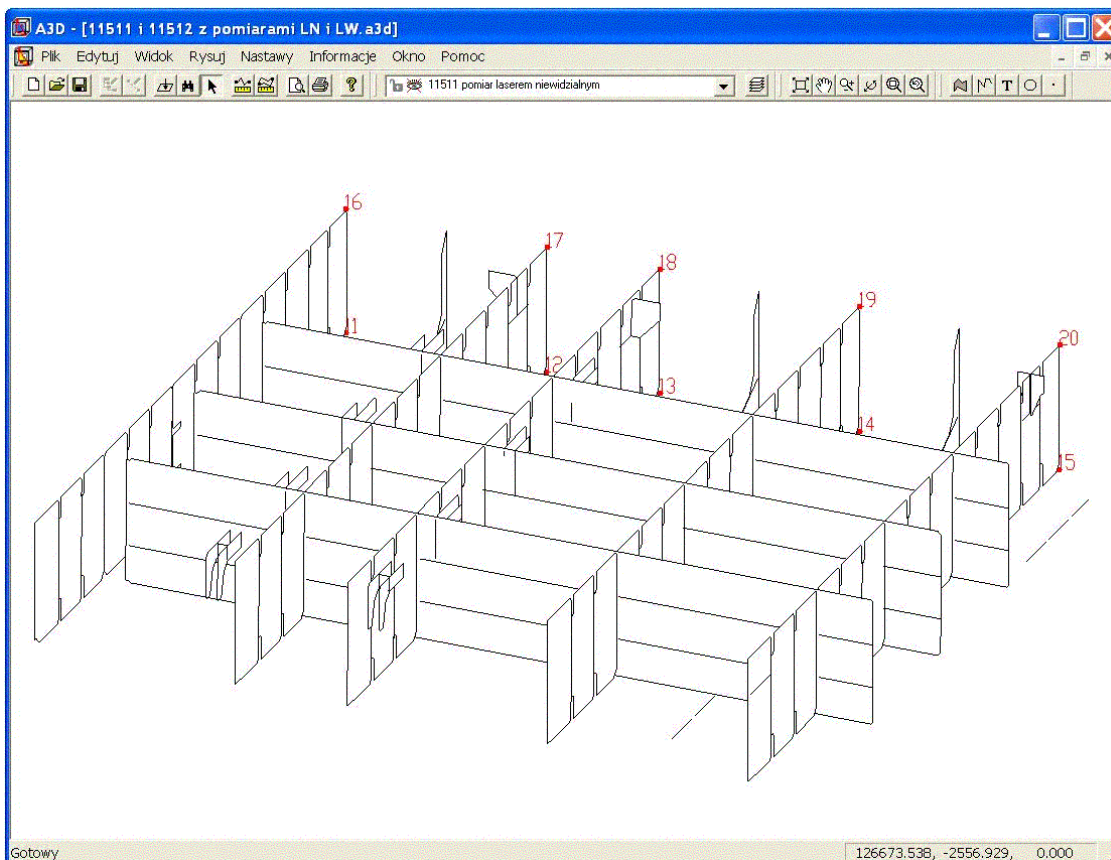 A3D - [11511 i 11512 z pomiarami LN i LW.a3d]
Plik Edytuj Widok Rysuj Nastawy Informacje Okno Pomoc
11511 pomiar laserem niewidzialnym
T
16
17
18
19
20
11
12
13
14
15
Gotowy
126673.538, -2556.929, 0.000